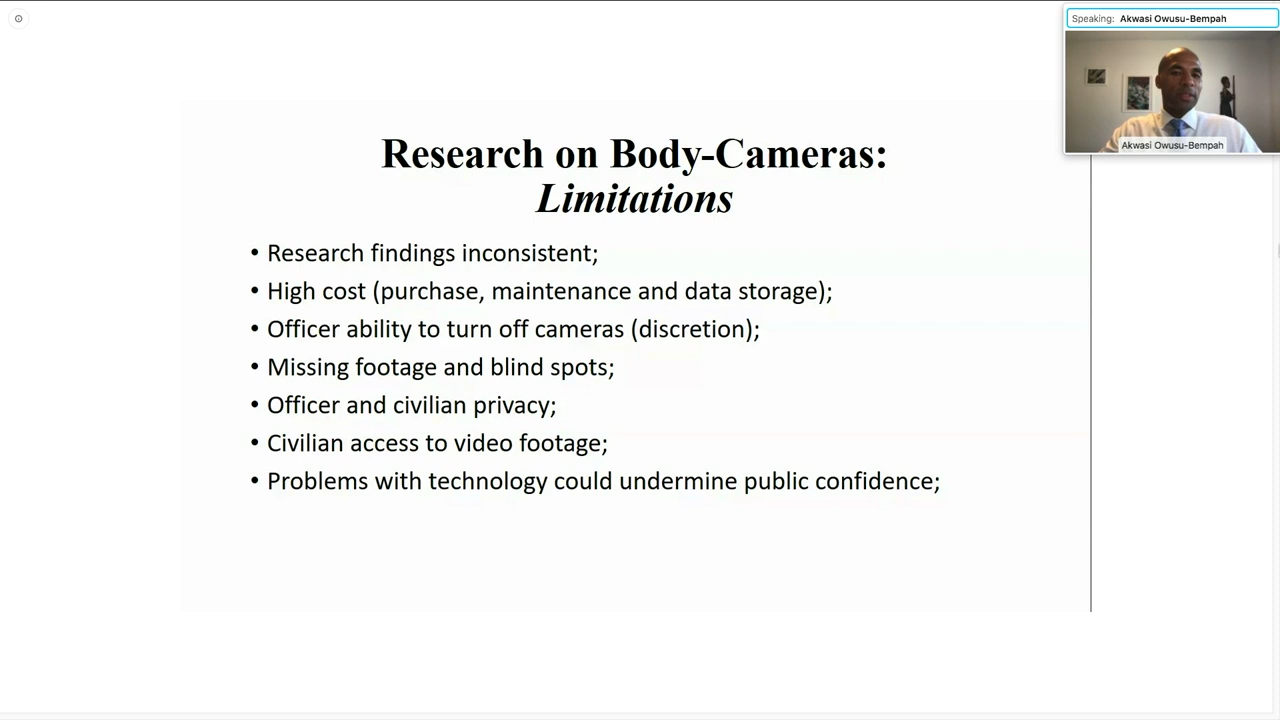 Speaking: Akwasi Owusu-Bempah
Akwasi Owusu-Bempah
Research on Body-Cameras:
Limitations
• Research findings inconsistent;
• High cost (purchase, maintenance and data storage);
• Officer ability to turn off cameras (discretion);
• Missing footage and blind spots;
• Officer and civilian privacy;
• Civilian access to video footage;
• Problems with technology could undermine public confidence;